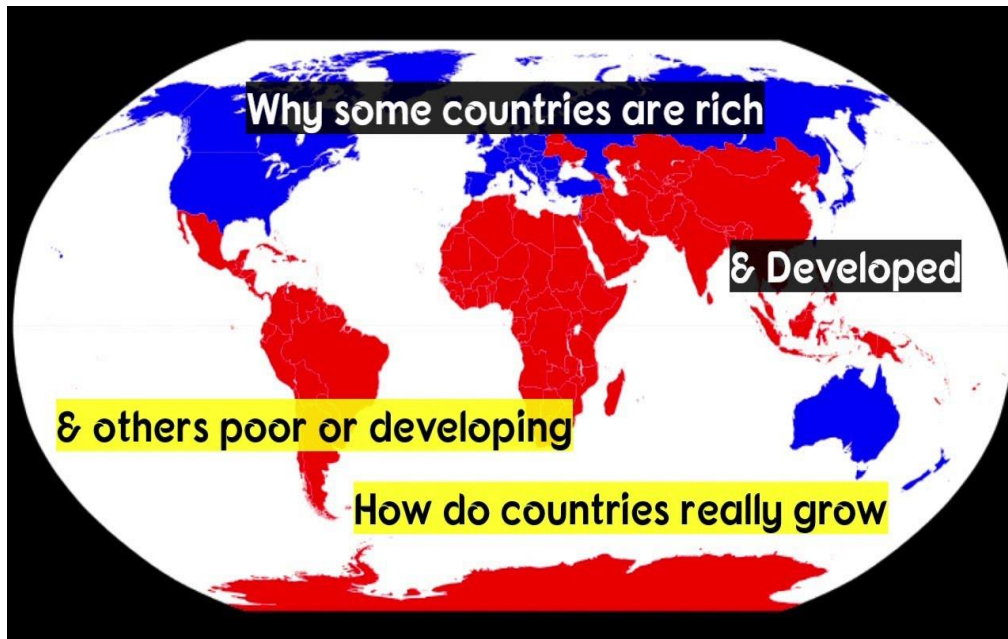 Why some countries are rich
& Developed
& others poor or developing
How do countries really grow